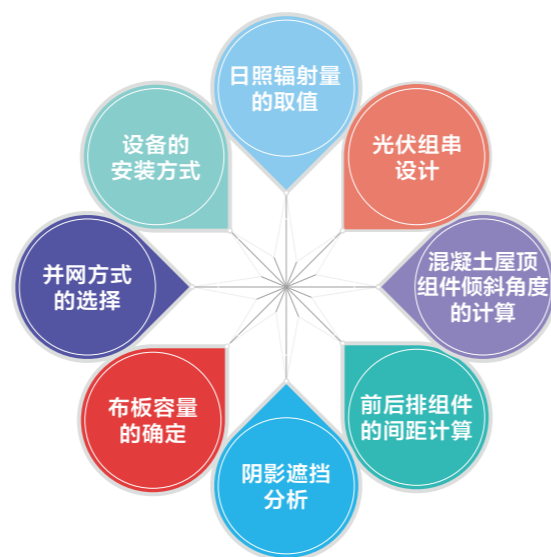 日照辐射量
的取值
光伏组串
设计
混凝土屋顶
组件倾斜角度
的计算
前后排组件
的间距计算
阴影遮挡
分析
布板容量
的确定
并网方式
的选择
设备的
安装方式